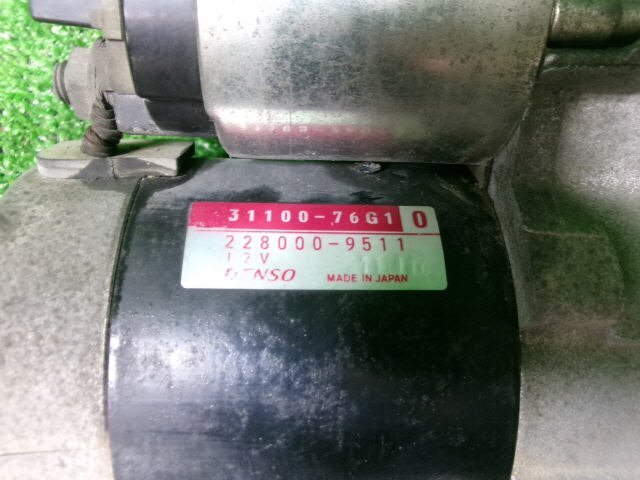 31100-76G1 0
228000-9511
12V
DENSO MADE IN JAPAN